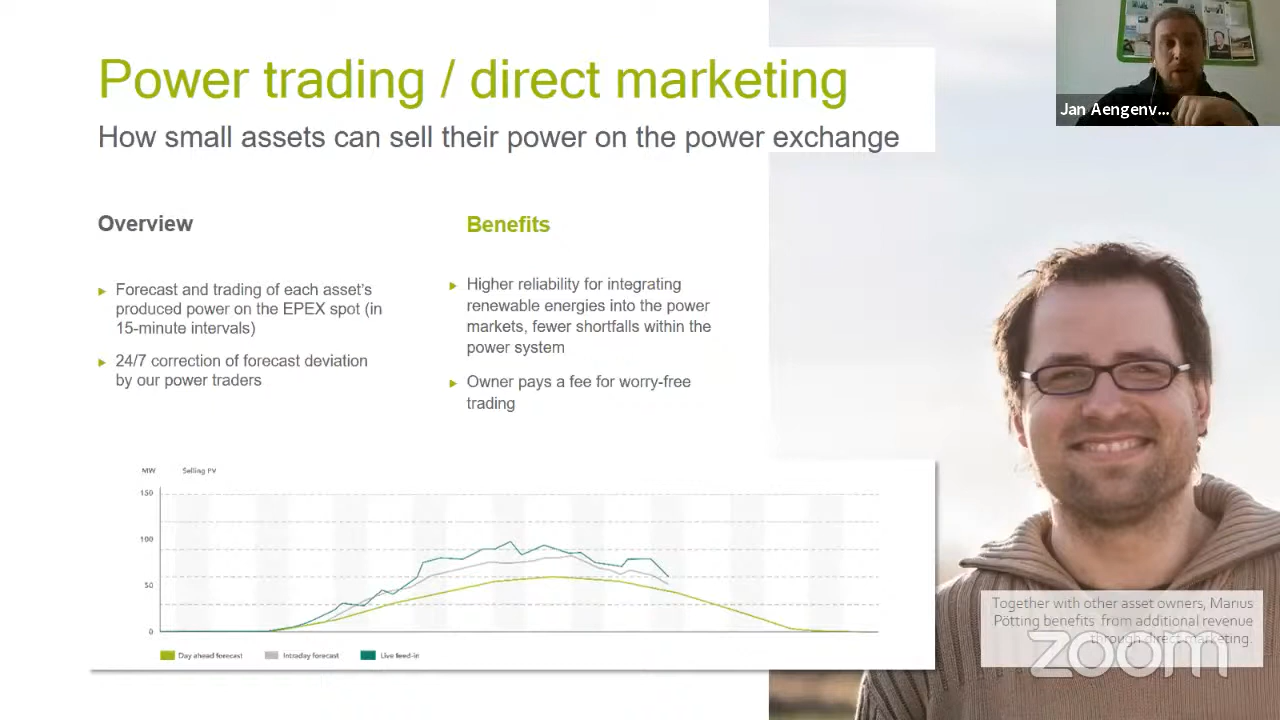 Power trading / direct marketing
How small assets can sell their power on the power exchange
Jan Aengenv...
Overview
Forecast and trading of each asset's
produced power on the EPEX spot (in
15-minute intervals)
24/7 correction of forecast deviation
by our power traders
Benefits
Higher reliability for integrating
renewable energies into the power
markets, fewer shortfalls within the
power system
Owner pays a fee for worry-free
trading
MW Selling PV
150
100
50
0
Day ahead forecast Intraday forecast Live feed-in
Together with other asset owners, Marius
Pötting benefits from additional revenue
through direct marketing.
zoom